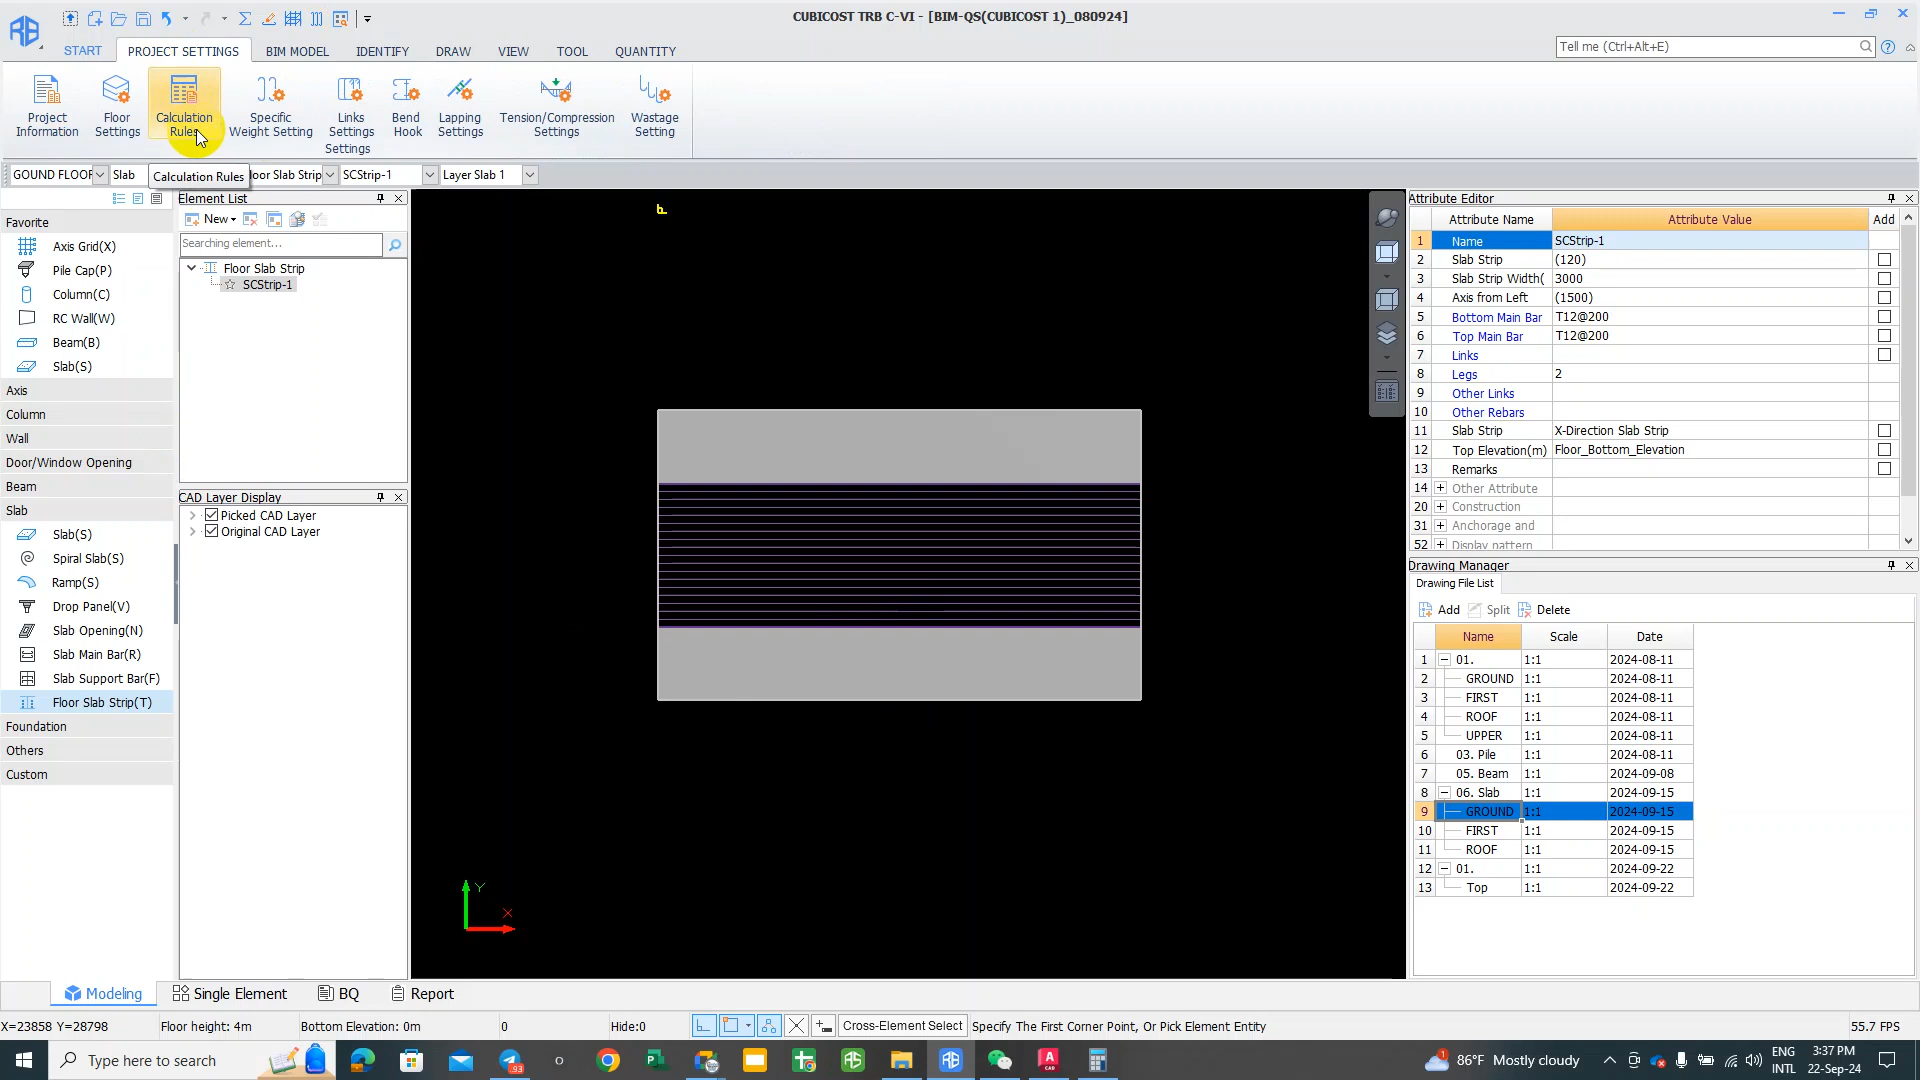 CUBICOST TRB C-VI - [BIM-QS(CUBICOST 1)_080924]
START
PROJECT SETTINGS
BIM MODEL
IDENTIFY
DRAW
VIEW
TOOL
QUANTITY
Tell me (Ctrl+Alt+E)
Project Information
Floor Settings
Calculation Rules
Specific Weight Setting
Links Settings
Bend Hook
Lapping Settings
Tension/Compression Settings
Wastage Setting
Settings
GOUND FLOOR
Slab
Calculation Rules
loor Slab Strip
SCStrip-1
Layer Slab 1
Favorite
Axis Grid(X)
Pile Cap(P)
Column(C)
RC Wall(W)
Beam(B)
Slab(S)
Axis
Column
Wall
Door/Window Opening
Beam
Slab
Slab(S)
Spiral Slab(S)
Ramp(S)
Drop Panel(V)
Slab Opening(N)
Slab Main Bar(R)
Slab Support Bar(F)
Floor Slab Strip(T)
Foundation
Others
Custom
Element List
New
Searching element...
Floor Slab Strip
SCStrip-1
CAD Layer Display
Picked CAD Layer
Original CAD Layer
Y
X
Attribute Editor
Attribute Name Attribute Value Add
1 Name SCStrip-1
2 Slab Strip (120)
3 Slab Strip Width( 3000
4 Axis from Left (1500)
5 Bottom Main Bar T12@200
6 Top Main Bar T12@200
7 Links
8 Legs 2
9 Other Links
10 Other Rebars
11 Slab Strip X-Direction Slab Strip
12 Top Elevation(m) Floor_Bottom_Elevation
13 Remarks
14 Other Attribute
20 Construction
31 Anchorage and
52 Display pattern
Drawing Manager
Drawing File List
Add Split Delete
Name Scale Date
1 01. 1:1 2024-08-11
2 GROUND 1:1 2024-08-11
3 FIRST 1:1 2024-08-11
4 ROOF 1:1 2024-08-11
5 UPPER 1:1 2024-08-11
6 03. Pile 1:1 2024-08-11
7 05. Beam 1:1 2024-09-08
8 06. Slab 1:1 2024-09-15
9 GROUND 1:1 2024-09-15
10 FIRST 1:1 2024-09-15
11 ROOF 1:1 2024-09-15
12 01. 1:1 2024-09-22
13 Top 1:1 2024-09-22
Modeling Single Element BQ Report
X=23858 Y=28798 Floor height: 4m Bottom Elevation: 0m 0 Hide:0 Cross-Element Select Specify The First Corner Point, Or Pick Element Entity 55.7 FPS
Type here to search
93
86°F Mostly cloudy
ENG
INTL
3:37 PM
22-Sep-24